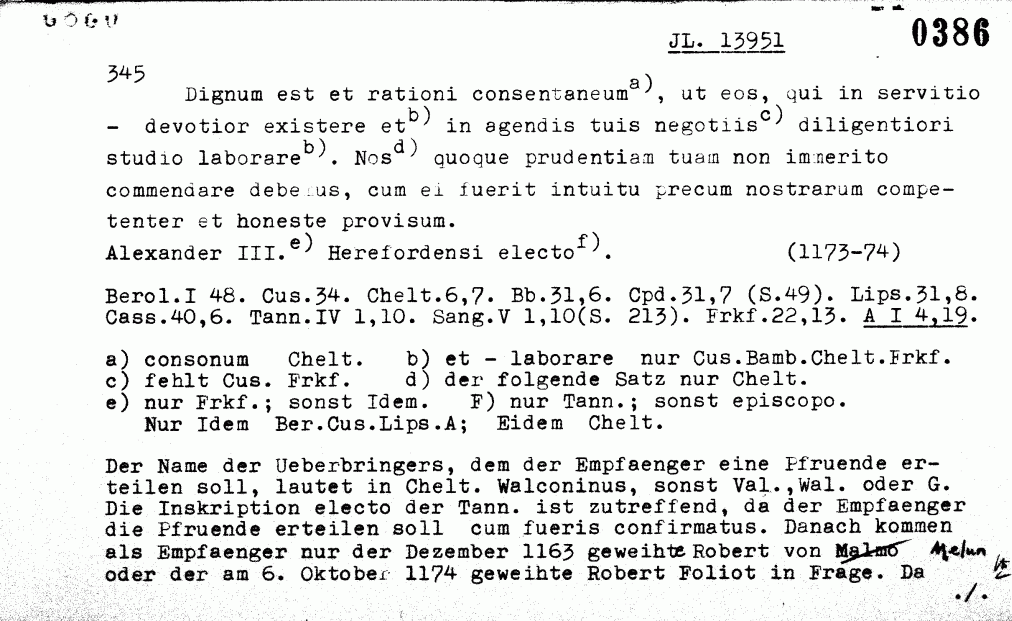 JL. 13951
0386
345
Dignum est et rationi consentaneum a), ut eos, qui in servitio
- devotior existere et b) in agendis tuis negotiis c) diligentiori
studio laborare b). Nos d) quoque prudentiam tuam non immerito
commendare debemus, cum ei fuerit intuitu precum nostrarum compe-
tenter et honeste provisum.
Alexander III. e) Herefordensi electo f). (1173-74)
Berol.I 48. Cus.34. Chelt.6,7. Bb.31,6. Cpd.31,7 (S.49). Lips.31,8.
Cass.40,6. Tann.IV 1,10. Sang.V 1,10(S. 213). Frkf.22,13. A I 4,19.
a) consonum Chelt. b) et - laborare nur Cus.Bamb.Chelt.Frkf.
c) fehlt Cus. Frkf. d) der folgende Satz nur Chelt.
e) nur Frkf.; sonst Idem. F) nur Tann.; sonst episcopo.
Nur Idem Ber.Cus.Lips.A; Eidem Chelt.
Der Name der Ueberbringers, dem der Empfaenger eine Pfruende er-
teilen soll, lautet in Chelt. Walconinus, sonst Val.,Wal. oder G.
Die Inskription electo der Tann. ist zutreffend, da der Empfaenger
die Pfruende erteilen soll cum fueris confirmatus. Danach kommen
als Empfaenger nur der Dezember 1163 geweihte Robert von Malmo Melun
oder der am 6. Oktober 1174 geweihte Robert Foliot in Frage. Da
./.